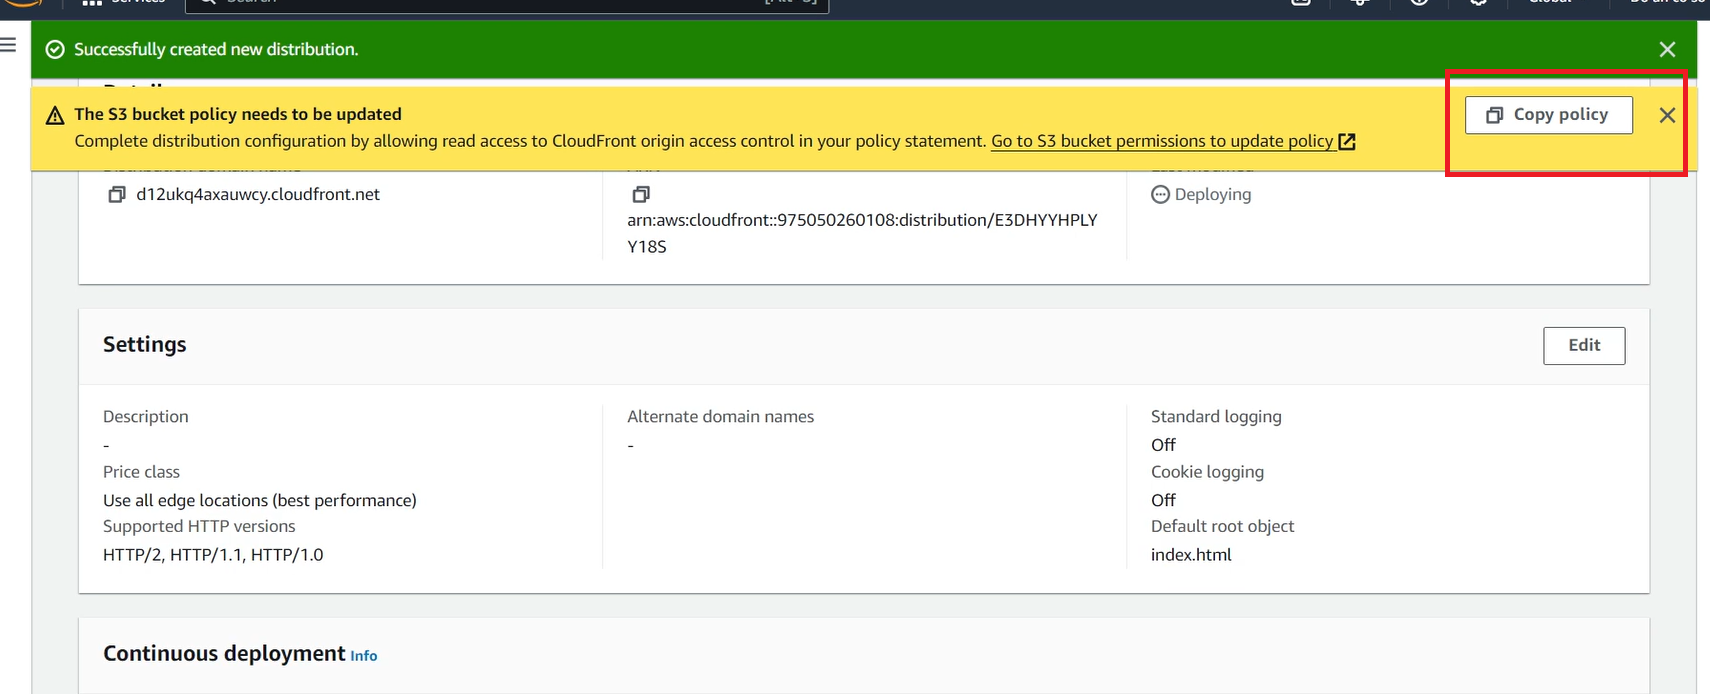 Successfully created new distribution.
The S3 bucket policy needs to be updated
Copy policy
Complete distribution configuration by allowing read access to CloudFront origin access control in your policy statement. Go to S3 bucket permissions to update policy
d12ukq4axauwcy.cloudfront.net
arn:aws:cloudfront::975050260108:distribution/E3DHYYHPLY
Y18S
Deploying
Settings
Edit
Description
-
Price class
Use all edge locations (best performance)
Supported HTTP versions
HTTP/2, HTTP/1.1, HTTP/1.0
Alternate domain names
-
Standard logging
Off
Cookie logging
Off
Default root object
index.html
Continuous deployment Info